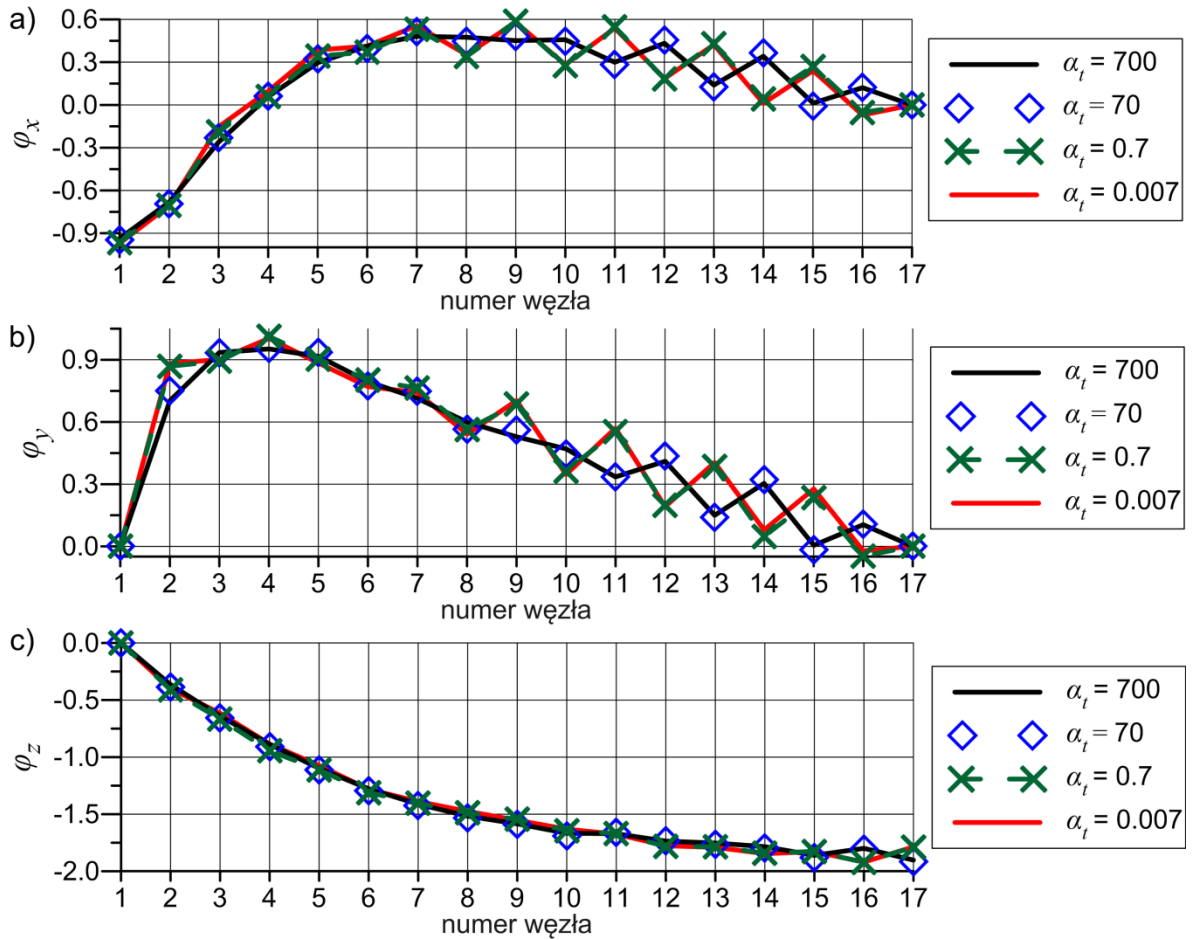 a)
0.6
0.3
0.0
-0.3
-0.6
-0.9
φx
1 2 3 4 5 6 7 8 9 10 11 12 13 14 15 16 17
numer węzła
αt = 700
αt = 70
αt = 0.7
αt = 0.007
b)
0.9
0.6
0.3
0.0
φy
1 2 3 4 5 6 7 8 9 10 11 12 13 14 15 16 17
numer węzła
αt = 700
αt = 70
αt = 0.7
αt = 0.007
c)
0.0
-0.5
-1.0
-1.5
-2.0
φz
1 2 3 4 5 6 7 8 9 10 11 12 13 14 15 16 17
numer węzła
αt = 700
αt = 70
αt = 0.7
αt = 0.007